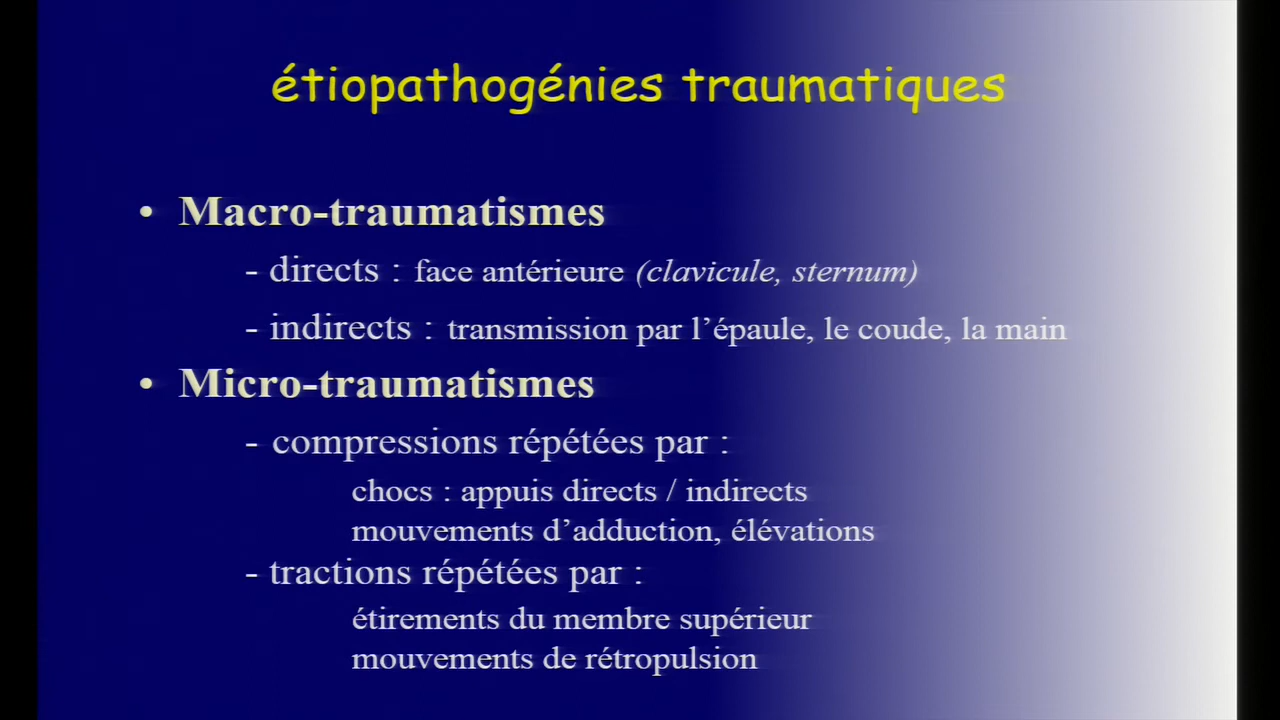 étiopathogénies traumatiques
• Macro-traumatismes
- directs : face antérieure (clavicule, sternum)
- indirects : transmission par l’épaule, le coude, la main
• Micro-traumatismes
- compressions répétées par :
chocs : appuis directs / indirects
mouvements d’adduction, élévations
- tractions répétées par :
étirements du membre supérieur
mouvements de rétropulsion